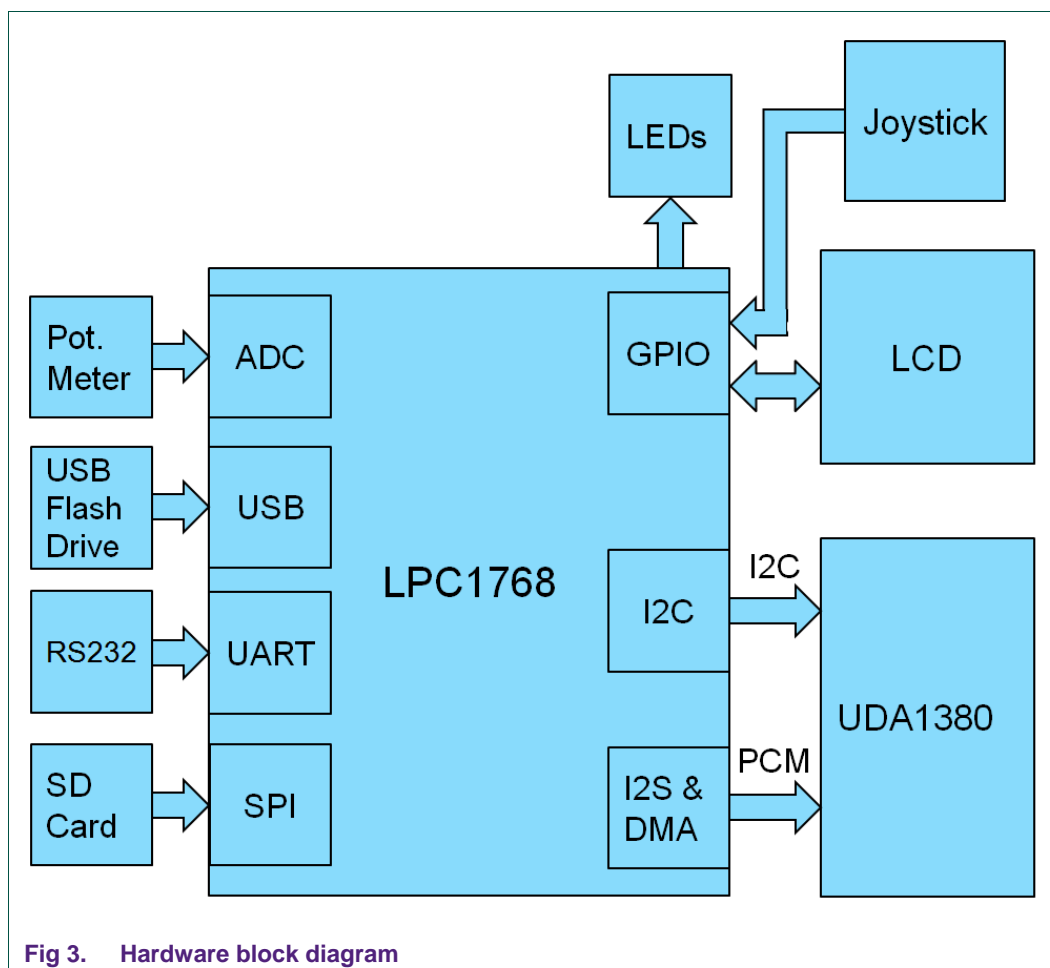 LEDs
Joystick
Pot.
Meter
ADC
GPIO
LCD
USB
Flash
Drive
USB
LPC1768
I2C
I2C
UDA1380
RS232
UART
SD
Card
SPI
I2S &
DMA
PCM
Fig 3. Hardware block diagram